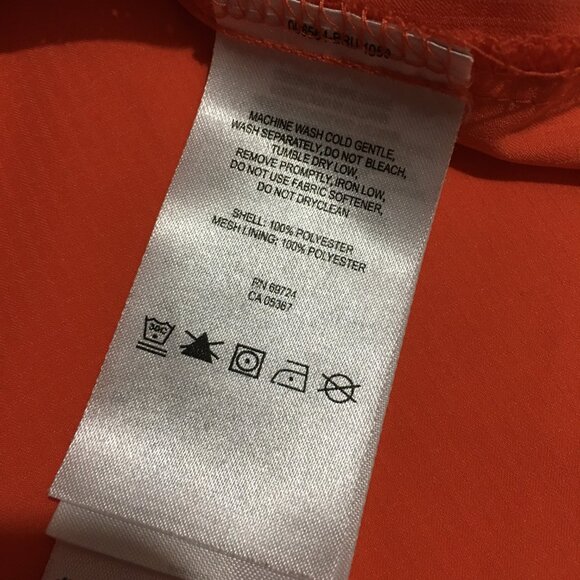 MACHINE WASH COLD GENTLE,
WASH SEPARATELY, DO NOT BLEACH,
TUMBLE DRY LOW,
REMOVE PROMPTLY, IRON LOW,
DO NOT USE FABRIC SOFTENER,
DO NOT DRYCLEAN
SHELL: 100% POLYESTER
MESH LINING: 100% POLYESTER
RN 69724
CA 05367
30C